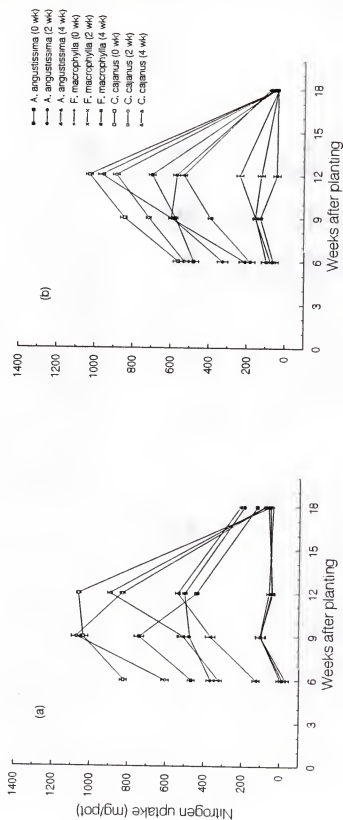 (a)
Nitrogen uptake (mg/pot)
1400
1200
1000
800
600
400
200
0
0 3 6 9 12 15 18
Weeks after planting
(b)
1400
1200
1000
800
600
400
200
0
0 3 6 9 12 15 18
Weeks after planting
A. angustissima (0 wk)
A. angustissima (2 wk)
A. angustissima (4 wk)
F. macrophylla (0 wk)
F. macrophylla (2 wk)
F. macrophylla (4 wk)
C. cajanus (0 wk)
C. cajanus (2 wk)
C. cajanus (4 wk)